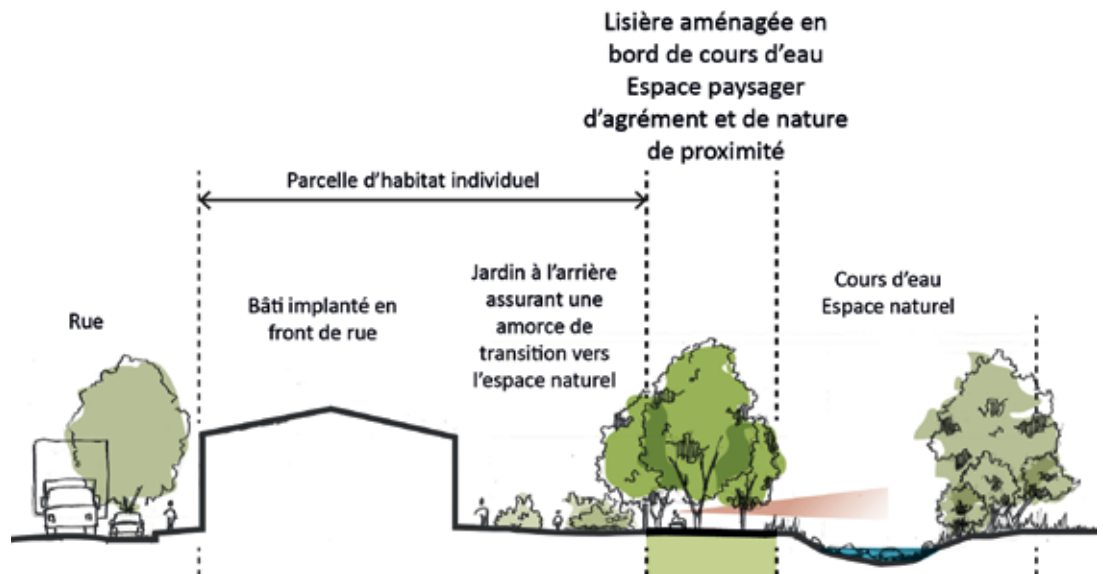 Lisière aménagée en
bord de cours d'eau
Espace paysager
d'agrément et de nature
de proximité
Parcelle d'habitat individuel
Rue
Bâti implanté en
front de rue
Jardin à l'arrière
assurant une
amorce de
transition vers
l'espace naturel
Cours d'eau
Espace naturel